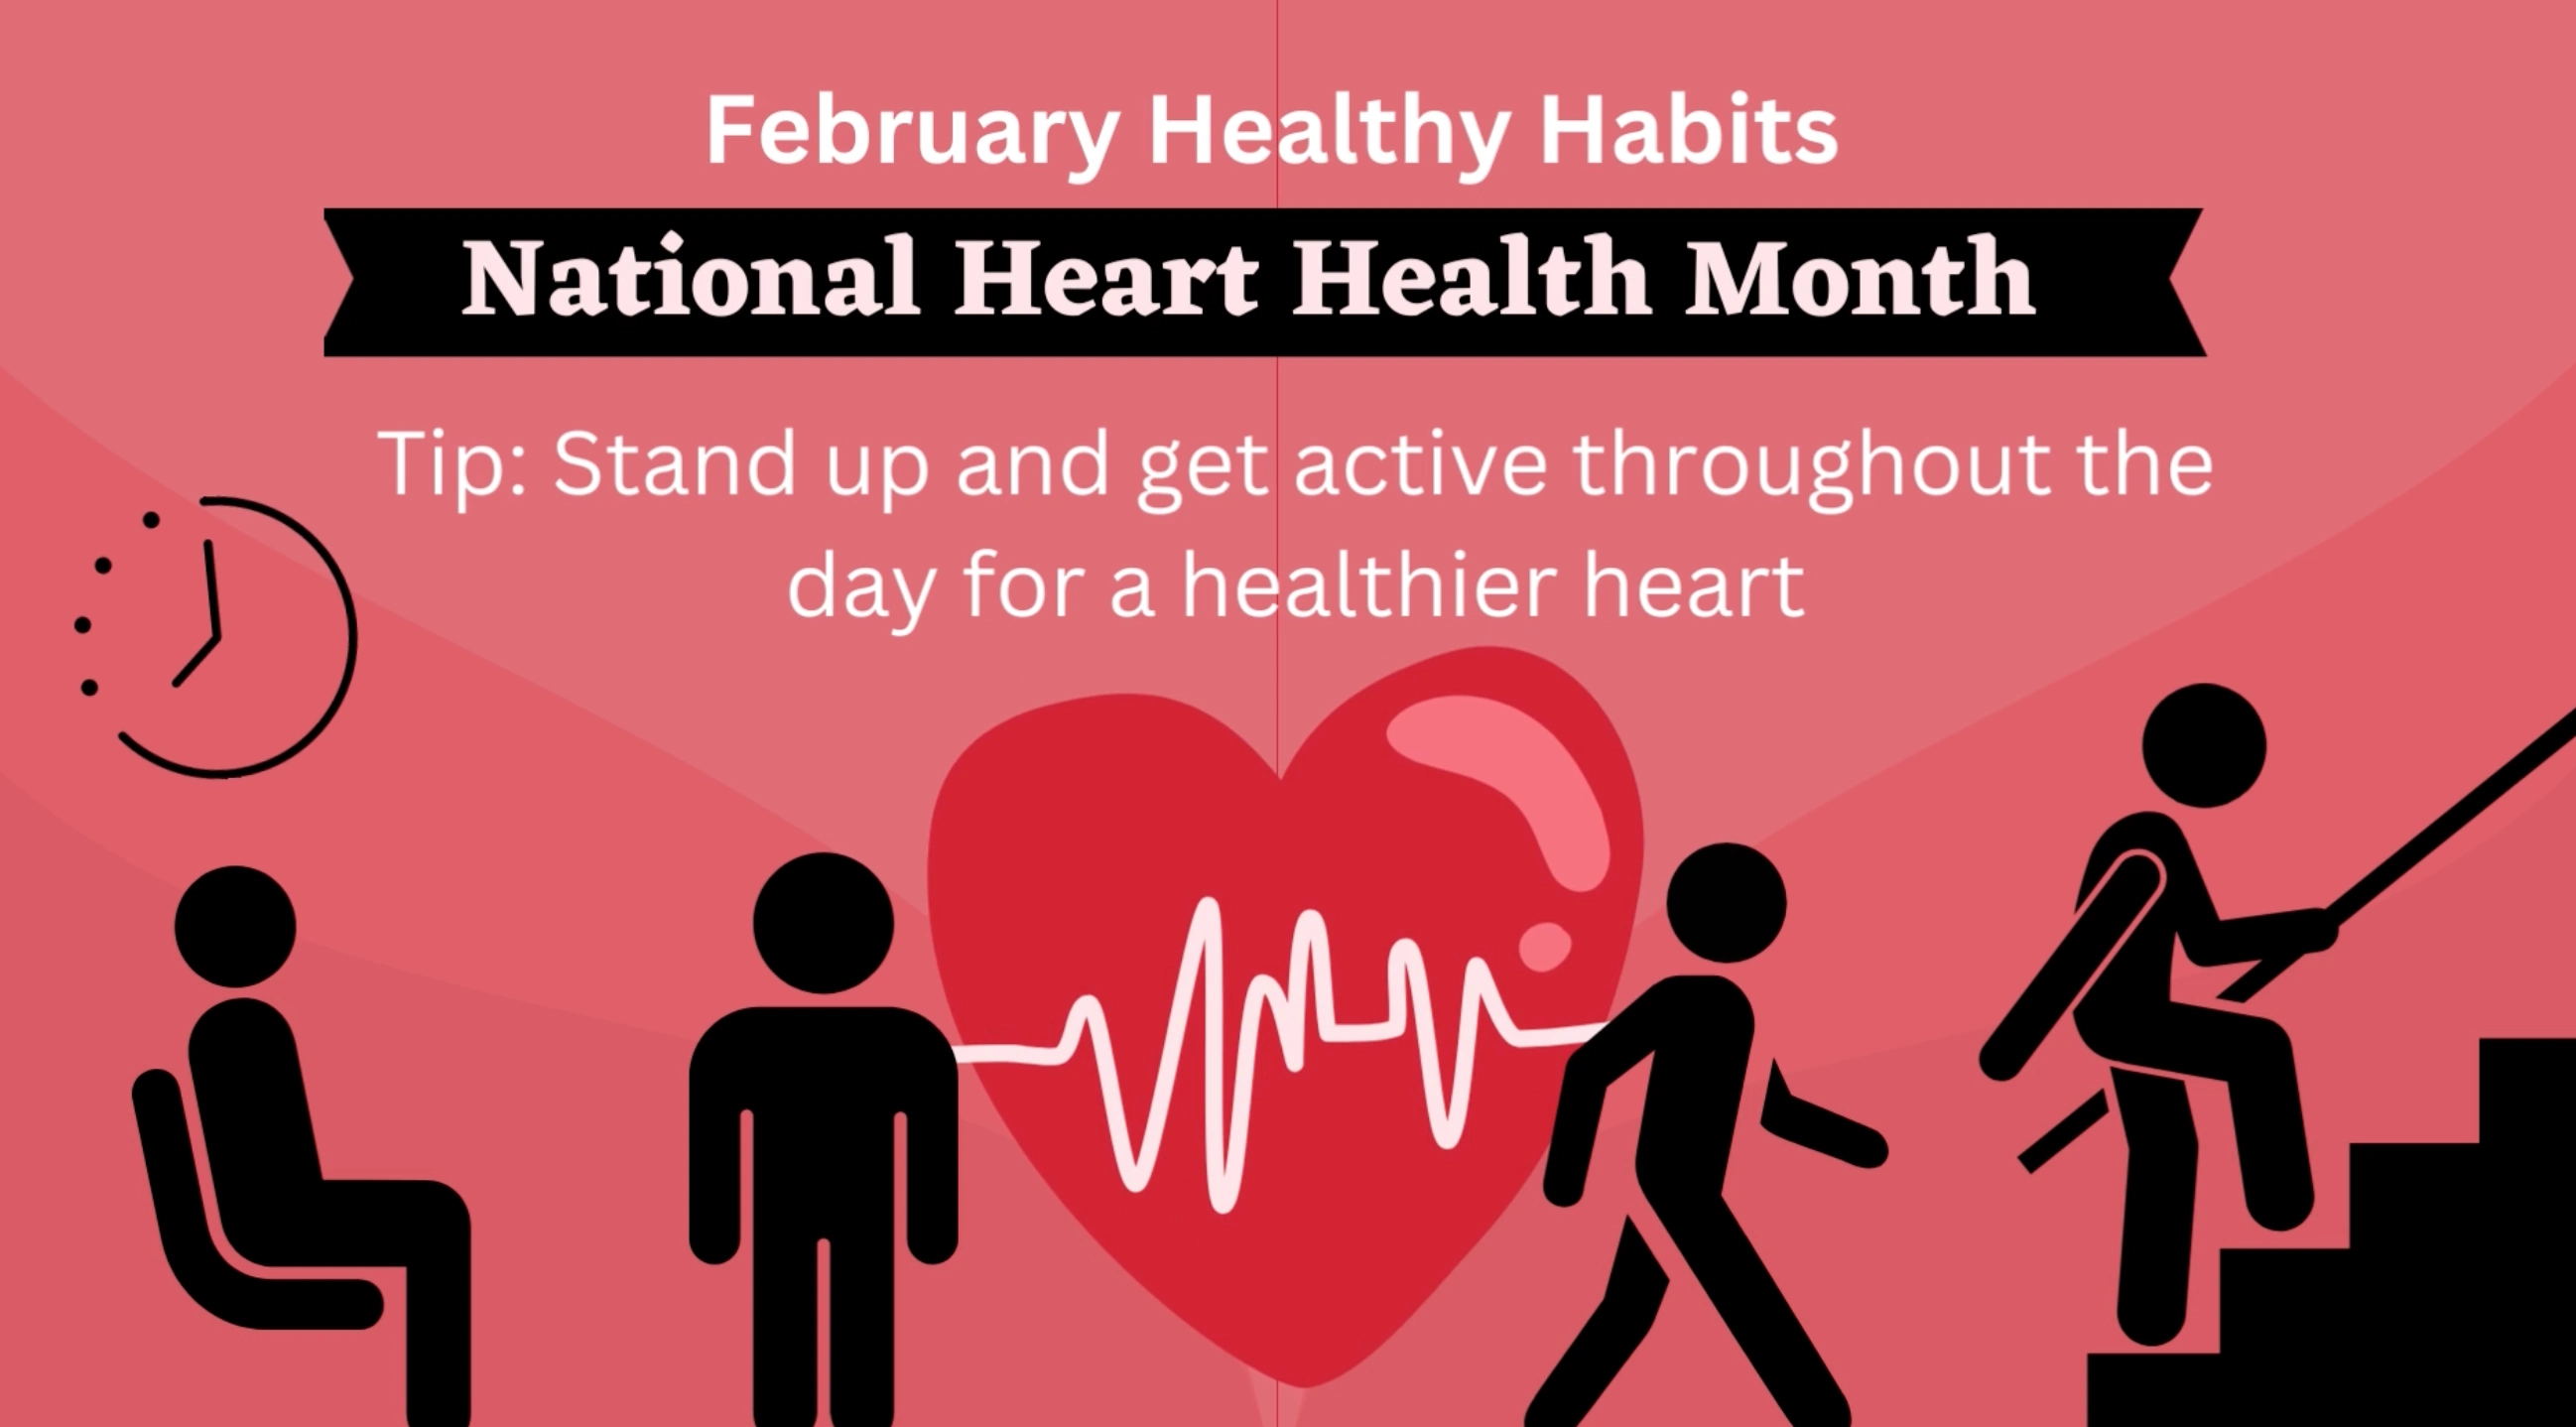 February Healthy Habits
National Heart Health Month
Tip: Stand up and get active throughout the
day for a healthier heart